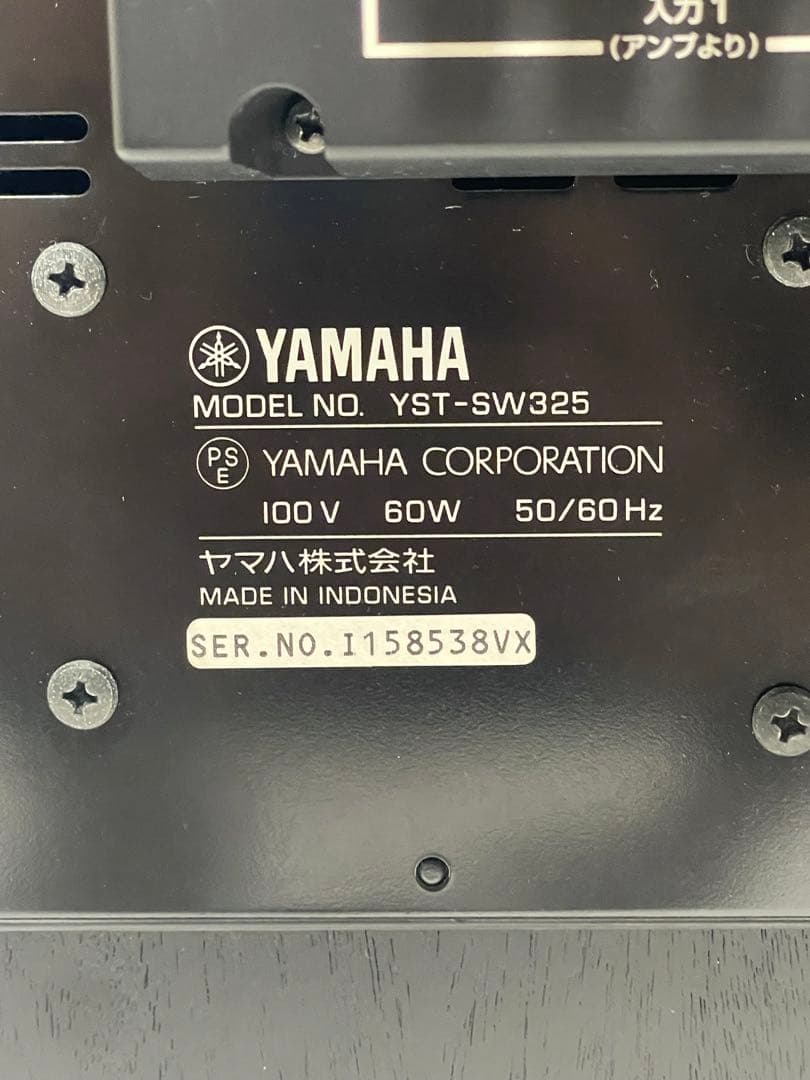 入力1
(アンプより)
YAMAHA
MODEL NO. YST-SW325
PSE YAMAHA CORPORATION
100V 60W 50/60Hz
ヤマハ株式会社
MADE IN INDONESIA
SER.NO.I158538VX